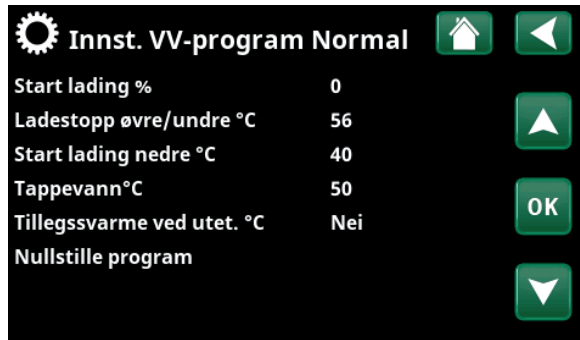 Innst. VV-program Normal
Start lading % 0
Ladestopp øvre/undre °C 56
Start lading nedre °C 40
Tappevann°C 50
Tillegssvarme ved utet. °C Nei
OK
Nullstille program